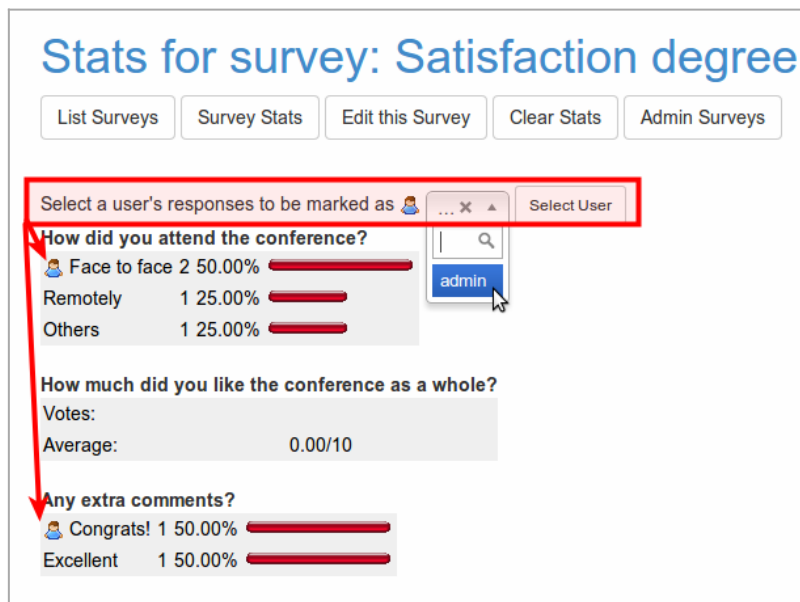 Stats for survey: Satisfaction degree
List Surveys Survey Stats Edit this Survey Clear Stats Admin Surveys
Select a user's responses to be marked as ... Select User
How did you attend the conference?
Face to face 2 50.00%
admin
Remotely 1 25.00%
Others 1 25.00%
How much did you like the conference as a whole?
Votes:
Average: 0.00/10
Any extra comments?
Congrats! 1 50.00%
Excellent 1 50.00%